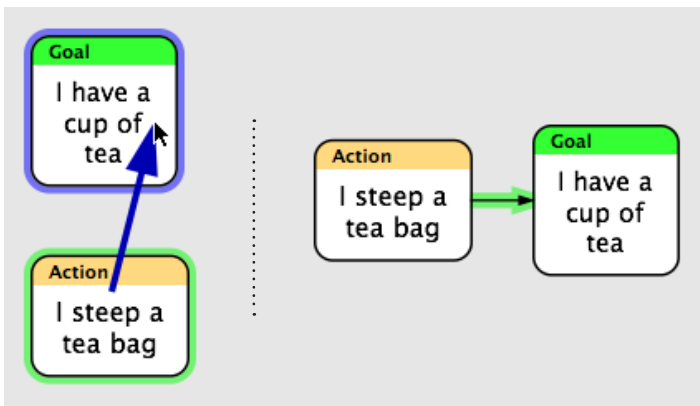 Goal
I have a
cup of
tea
Action
I steep a
tea bag
Action
I steep a
tea bag
Goal
I have a
cup of
tea